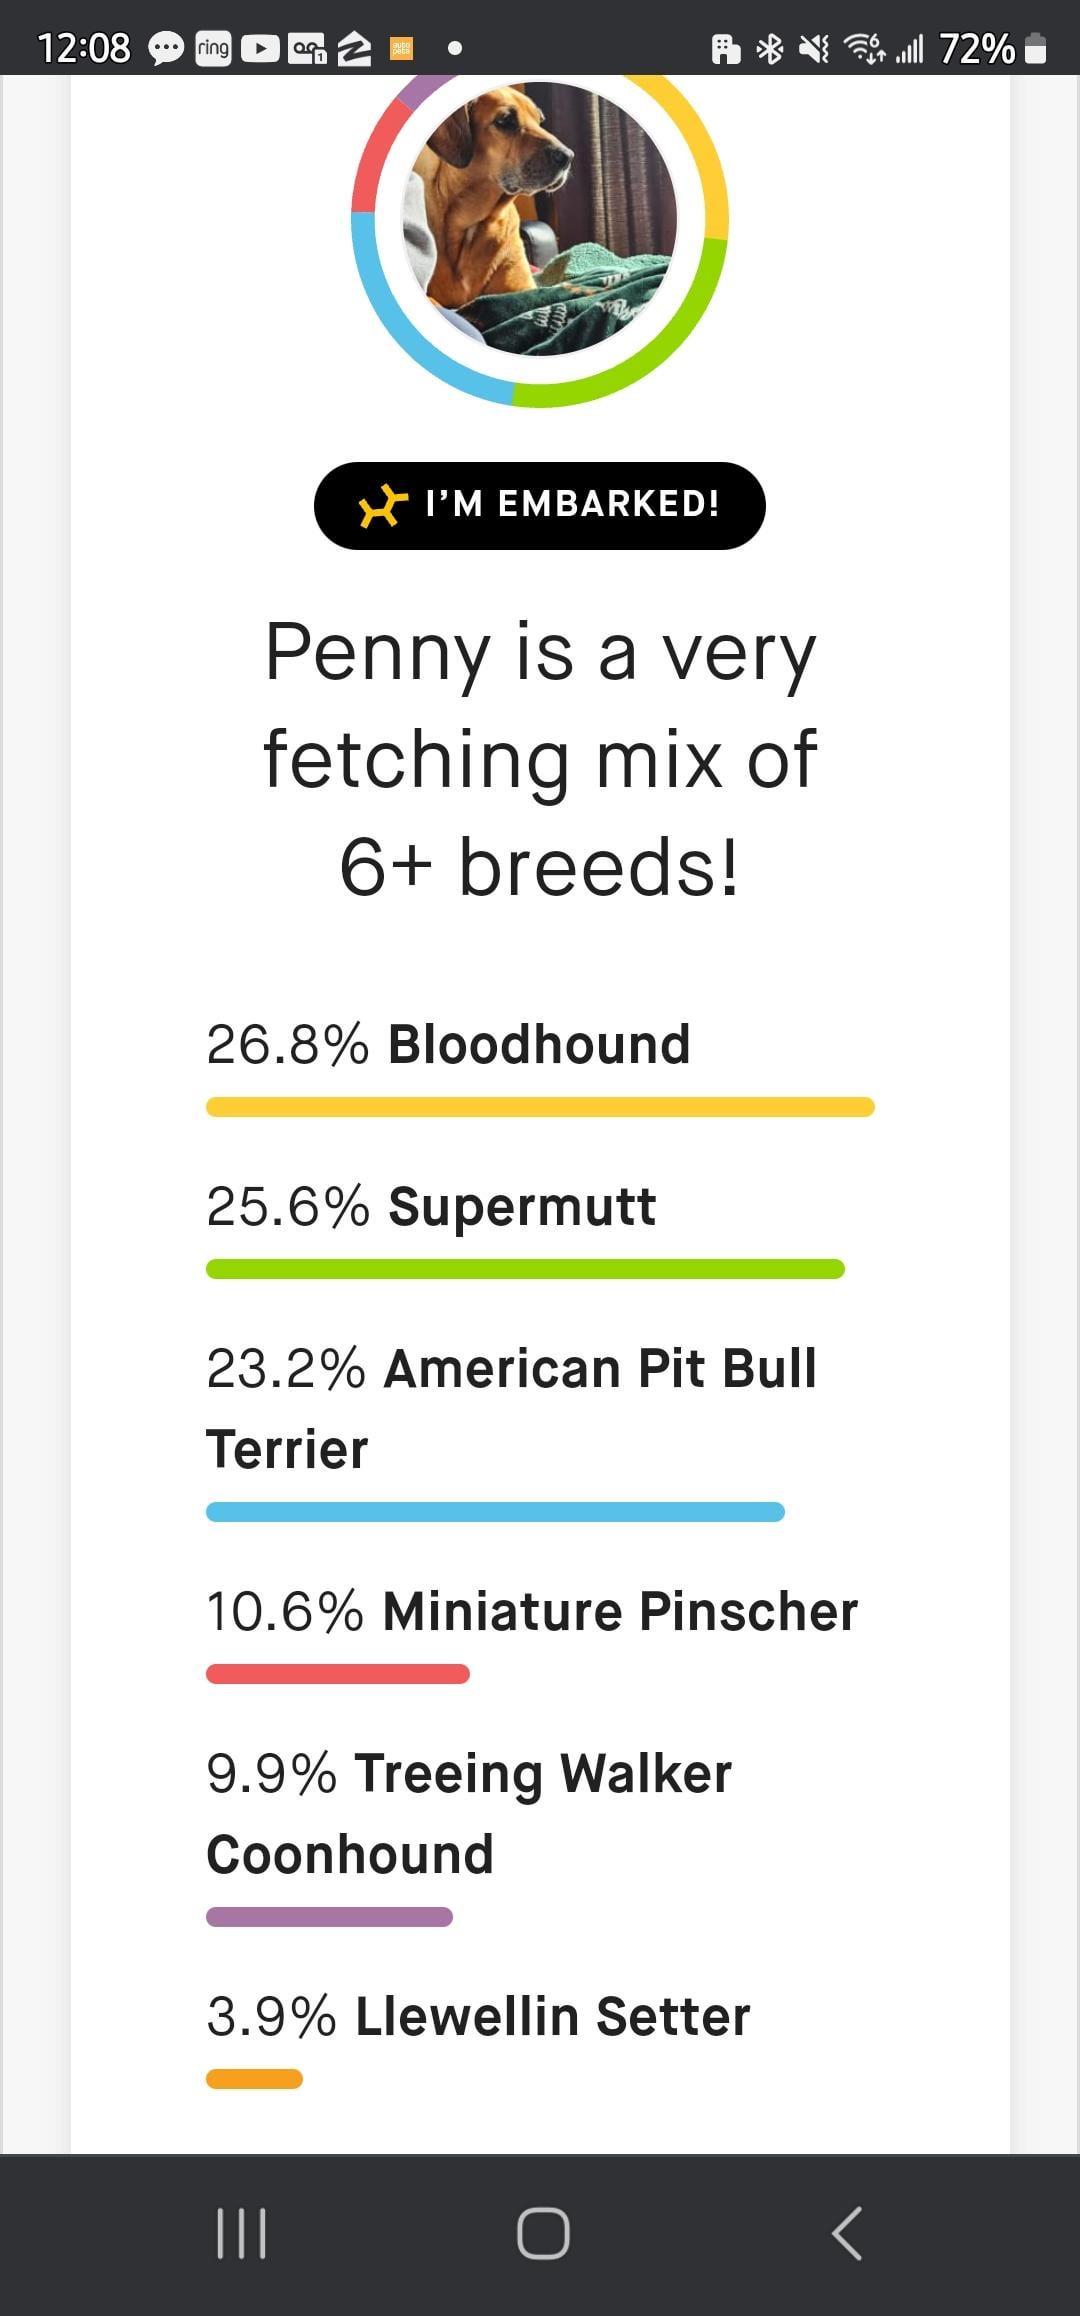 12:08
ring
1
6
72%
I'M EMBARKED!
Penny is a very
fetching mix of
6+ breeds!
26.8% Bloodhound
25.6% Supermutt
23.2% American Pit Bull
Terrier
10.6% Miniature Pinscher
9.9% Treeing Walker
Coonhound
3.9% Llewellin Setter